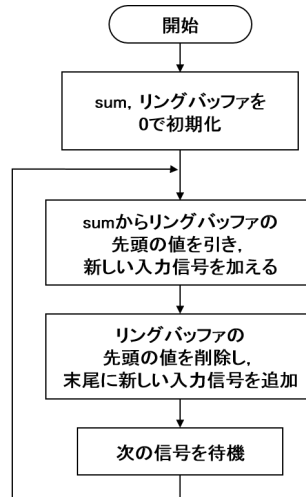 開始
sum, リングバッファを
0で初期化
sumからリングバッファの
先頭の値を引き,
新しい入力信号を加える
リングバッファの
先頭の値を削除し,
末尾に新しい入力信号を追加
次の信号を待機